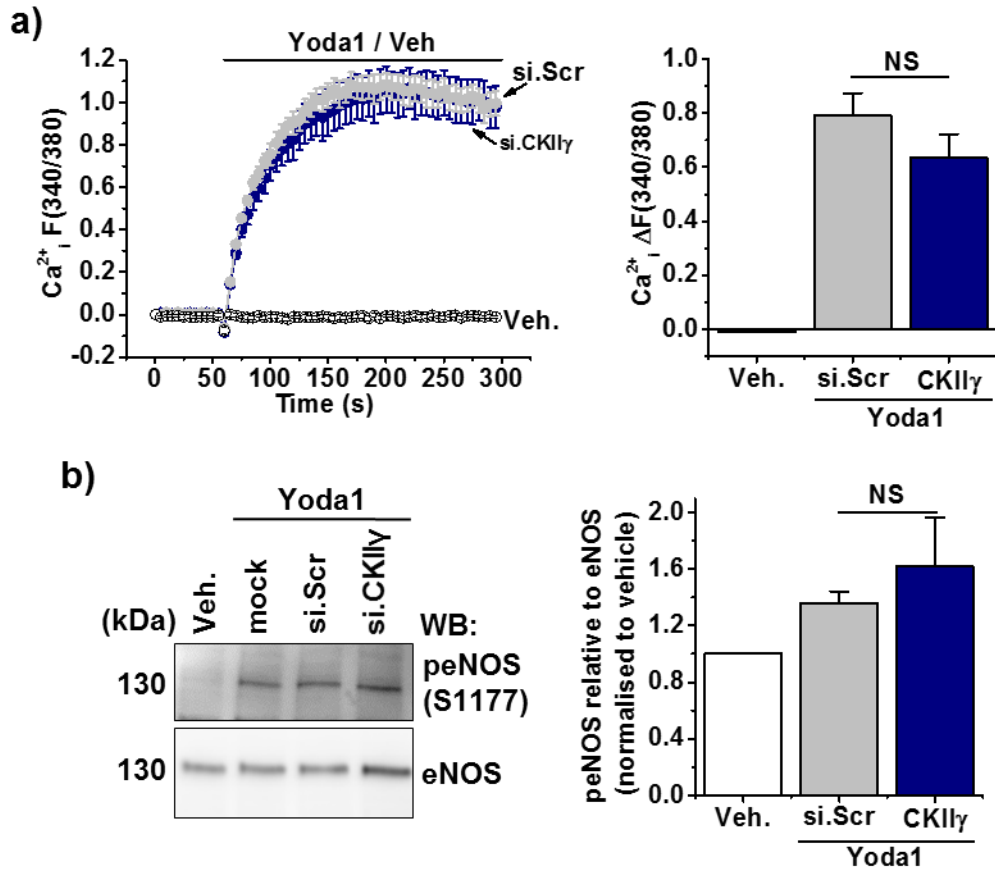 a)
Yoda1 / Veh
1.2
1.0
0.8
0.6
0.4
0.2
0.0
-0.2
Ca²⁺ᵢ F(340/380)
si.Scr
si.CKIIγ
Veh.
0 50 100 150 200 250 300
Time (s)
NS
0.8
0.6
0.4
0.2
0.0
Ca²⁺ᵢ ΔF(340/380)
Veh. si.Scr CKIIγ
Yoda1
b)
Yoda1
(kDa) Veh. mock si.Scr si.CKIIγ WB:
130 peNOS
(S1177)
130 eNOS
NS
2.0
1.6
1.2
0.8
0.4
0.0
peNOS relative to eNOS
(normalised to vehicle)
Veh. si.Scr CKIIγ
Yoda1